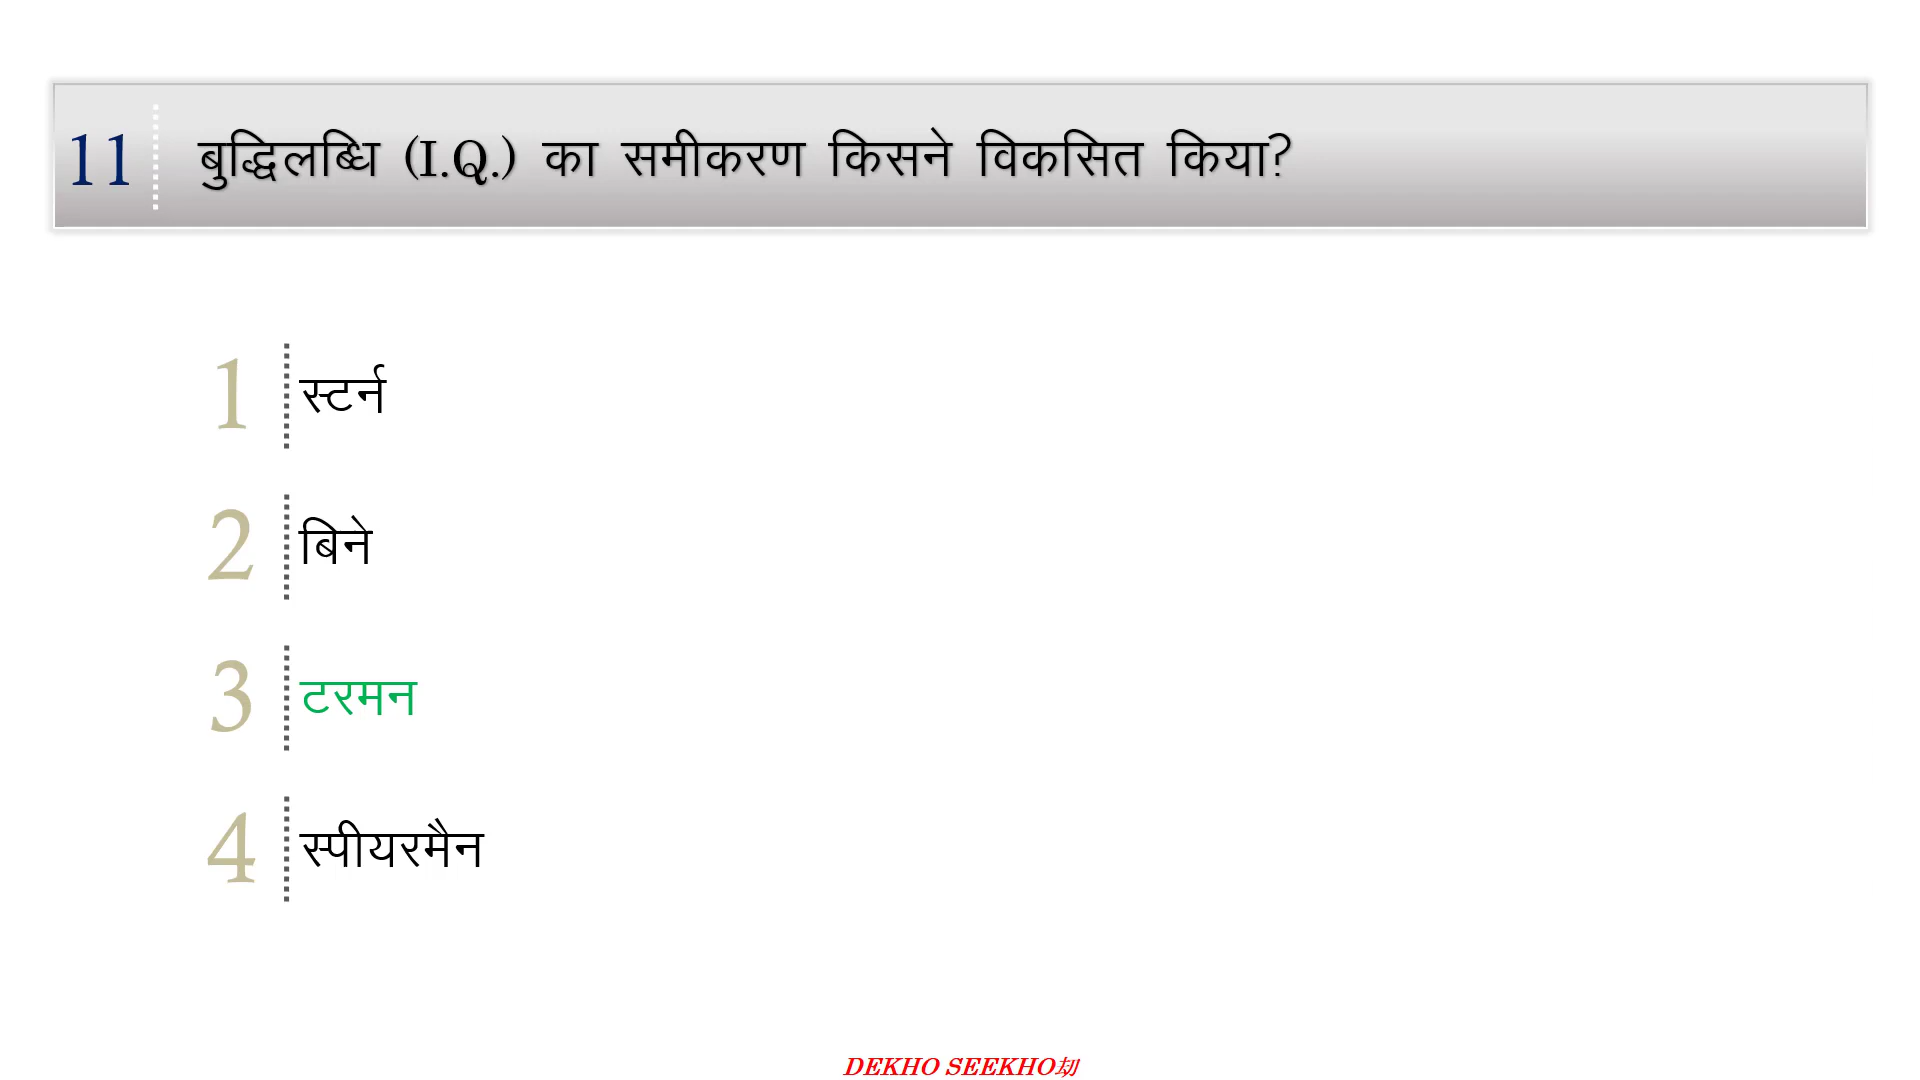 11 बुद्धिलब्धि (I.Q.) का समीकरण किसने विकसित किया?
1 स्टर्न
2 बिने
3 टरमन
4 स्पीयरमैन
DEKHO SEEKHO